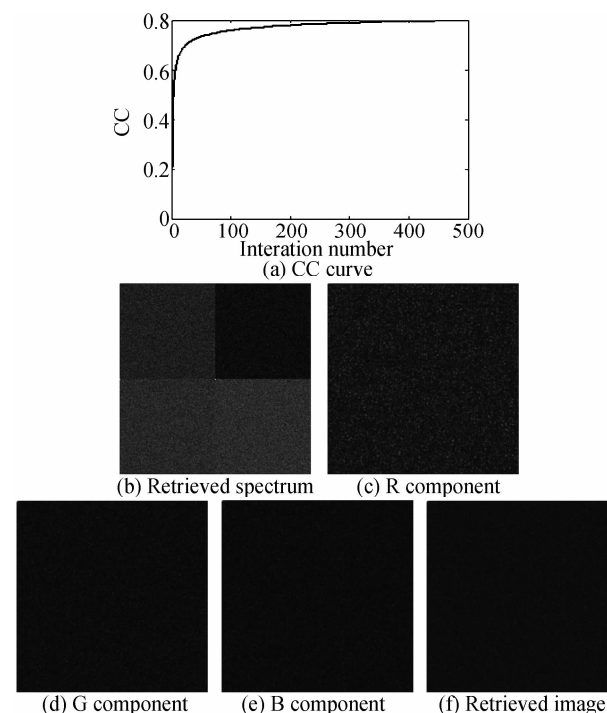 0.8
0.6
0.4
0.2
0
CC
0 100 200 300 400 500
Interation number
(a) CC curve
(b) Retrieved spectrum (c) R component
(d) G component (e) B component (f) Retrieved image